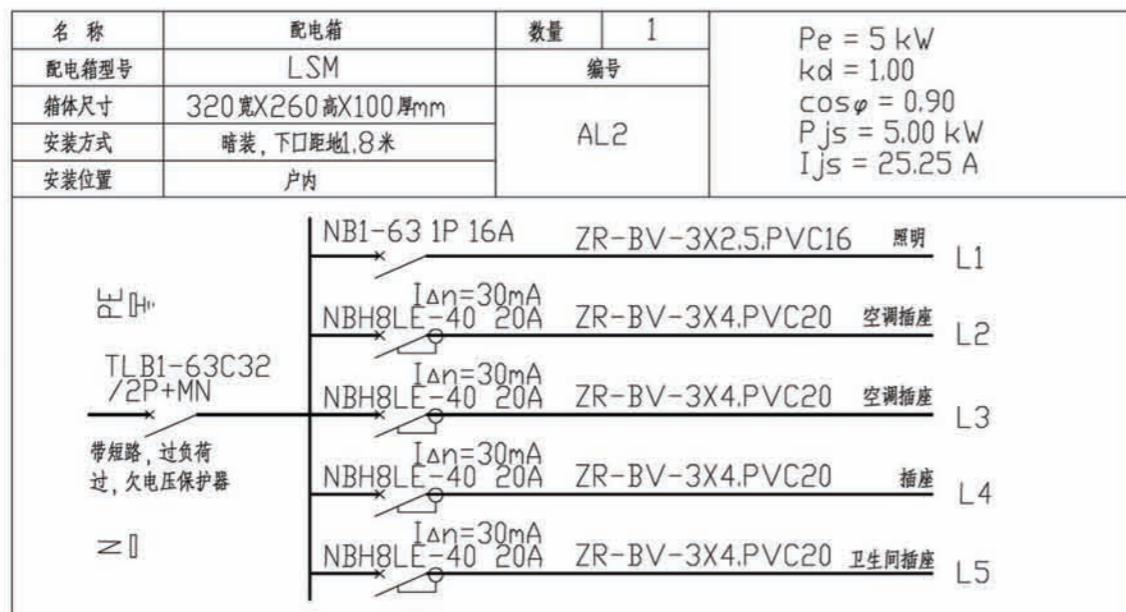 名 称 配电箱 数量 1
配电箱型号 LSM 编号
箱体尺寸 320宽X260高X100厚mm
安装方式 暗装，下口距地1.8米
AL2
安装位置 户内
Pe = 5 kW
kd = 1.00
cosφ = 0.90
Pjs = 5.00 kW
Ijs = 25.25 A
NB1-63 1P 16A ZR-BV-3X2.5.PVC16 照明 L1
IΔn=30mA
NBH8LE-40 20A ZR-BV-3X4.PVC20 空调插座 L2
IΔn=30mA
NBH8LE-40 20A ZR-BV-3X4.PVC20 空调插座 L3
IΔn=30mA
NBH8LE-40 20A ZR-BV-3X4.PVC20 插座 L4
IΔn=30mA
NBH8LE-40 20A ZR-BV-3X4.PVC20 卫生间插座 L5
PE
TLB1-63C32
/2P+MN
带短路，过负荷
过，欠电压保护器
N